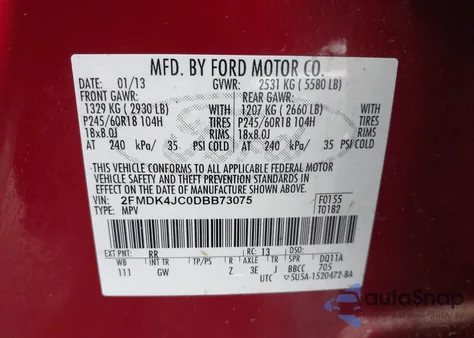 MFD. BY FORD MOTOR CO.
DATE: 01/13 GVWR: 2531 KG ( 5580 LB)
FRONT GAWR: REAR GAWR:
1329 KG ( 2930 LB) 1207 KG ( 2660 LB)
P245/60R18 104H TIRES P245/60R18 104H TIRES
18x8.0J RIMS 18x8.0J RIMS
AT 240 kPa/ 35 PSI COLD AT 240 kPa/ 35 PSI COLD
THIS VEHICLE CONFORMS TO ALL APPLICABLE FEDERAL MOTOR
VEHICLE SAFETY AND THEFT PREVENTION STANDARDS IN EFFECT
ON THE DATE OF MANUFACTURE SHOWN ABOVE.
VIN: 2FMDK4JC0DBB73075 F0155
TYPE: MPV T0182
EXT PNT: RR RC: 13 DSO:
WB INT TR TP/PS R AXLE TR SPR DQ11A
111 GW Z 3E J BBCC 705
UTC 5U5A-1520472-BA
Ford
autoSnap